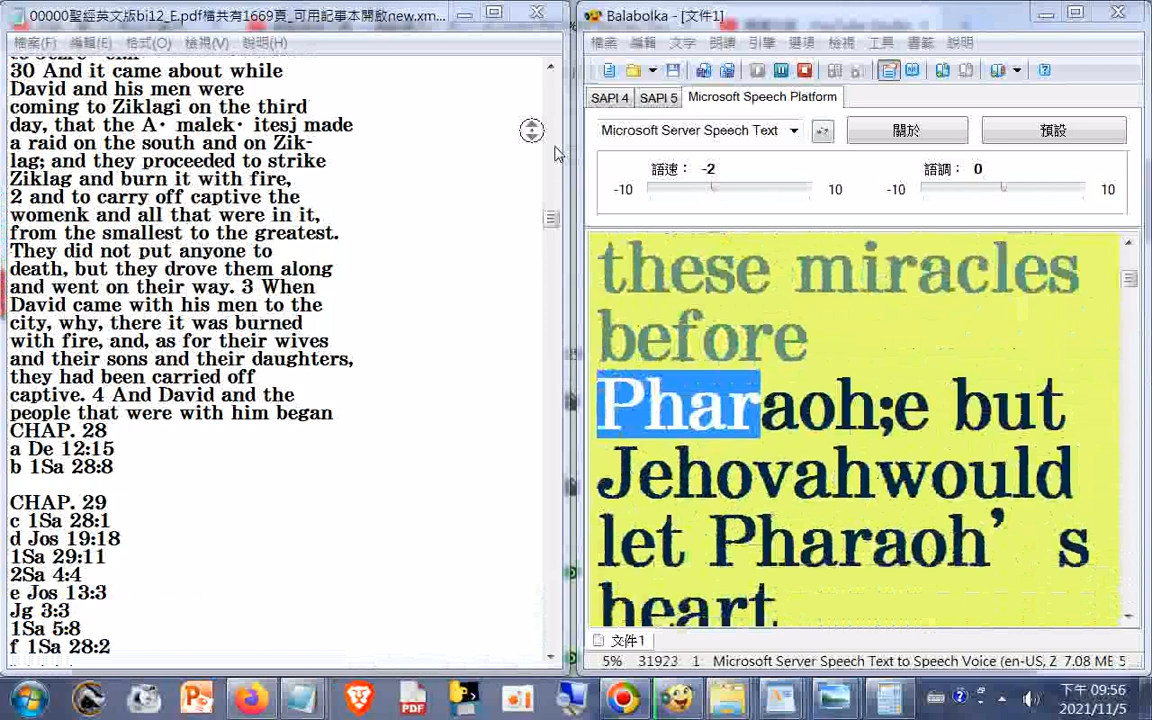 00000聖經英文版bi12_E.pdf檔共有1669頁_可用記事本開啟new.xm...
檔案(F) 編輯(E) 格式(O) 檢視(V) 說明(H)
30 And it came about while
David and his men were
coming to Ziklagi on the third
day, that the A· malek· itesj made
a raid on the south and on Zik-
lag; and they proceeded to strike
Ziklag and burn it with fire,
2 and to carry off captive the
womenk and all that were in it,
from the smallest to the greatest.
They did not put anyone to
death, but they drove them along
and went on their way. 3 When
David came with his men to the
city, why, there it was burned
with fire, and, as for their wives
and their sons and their daughters,
they had been carried off
captive. 4 And David and the
people that were with him began
CHAP. 28
a De 12:15
b 1Sa 28:8
CHAP. 29
c 1Sa 28:1
d Jos 19:18
1Sa 29:11
2Sa 4:4
e Jos 13:3
Jg 3:3
1Sa 5:8
f 1Sa 28:2
Balabolka - [文件1]
檔案 編輯 文字 朗讀 引擎 選項 檢視 工具 書籤 說明
SAPI 4 SAPI 5 Microsoft Speech Platform
Microsoft Server Speech Text 關於 預設
語速： -2 語調： 0
-10 10 -10 10
these miracles
before
Pharaoh;e but
Jehovahwould
let Pharaoh’ s
heart
文件1
5% 31923 1 Microsoft Server Speech Text to Speech Voice (en-US, Z 7.08 MB 5
PDF
下午 09:56
2021/11/5